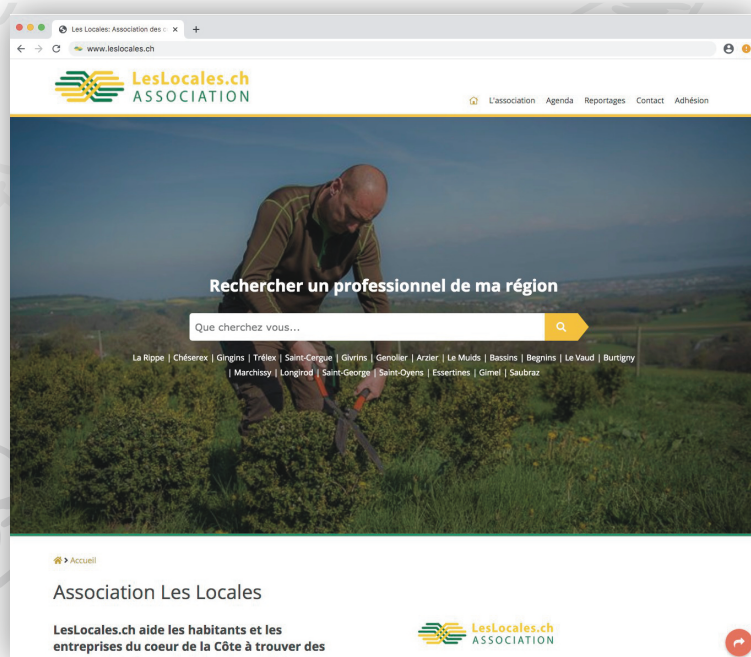 Les Locales: Association des c
www.leslocales.ch
LesLocales.ch
ASSOCIATION
L'association Agenda Reportages Contact Adhésion
Rechercher un professionnel de ma région
Que cherchez vous...
La Rippe | Chéserex | Gingins | Trélex | Saint-Cergue | Givrins | Genolier | Arzier | Le Muids | Bassins | Begnins | Le Vaud | Burtigny
| Marchissy | Longirod | Saint-George | Saint-Oyens | Essertines | Gimel | Saubraz
> Accueil
Association Les Locales
LesLocales.ch aide les habitants et les
entreprises du coeur de la Côte à trouver des
LesLocales.ch
ASSOCIATION